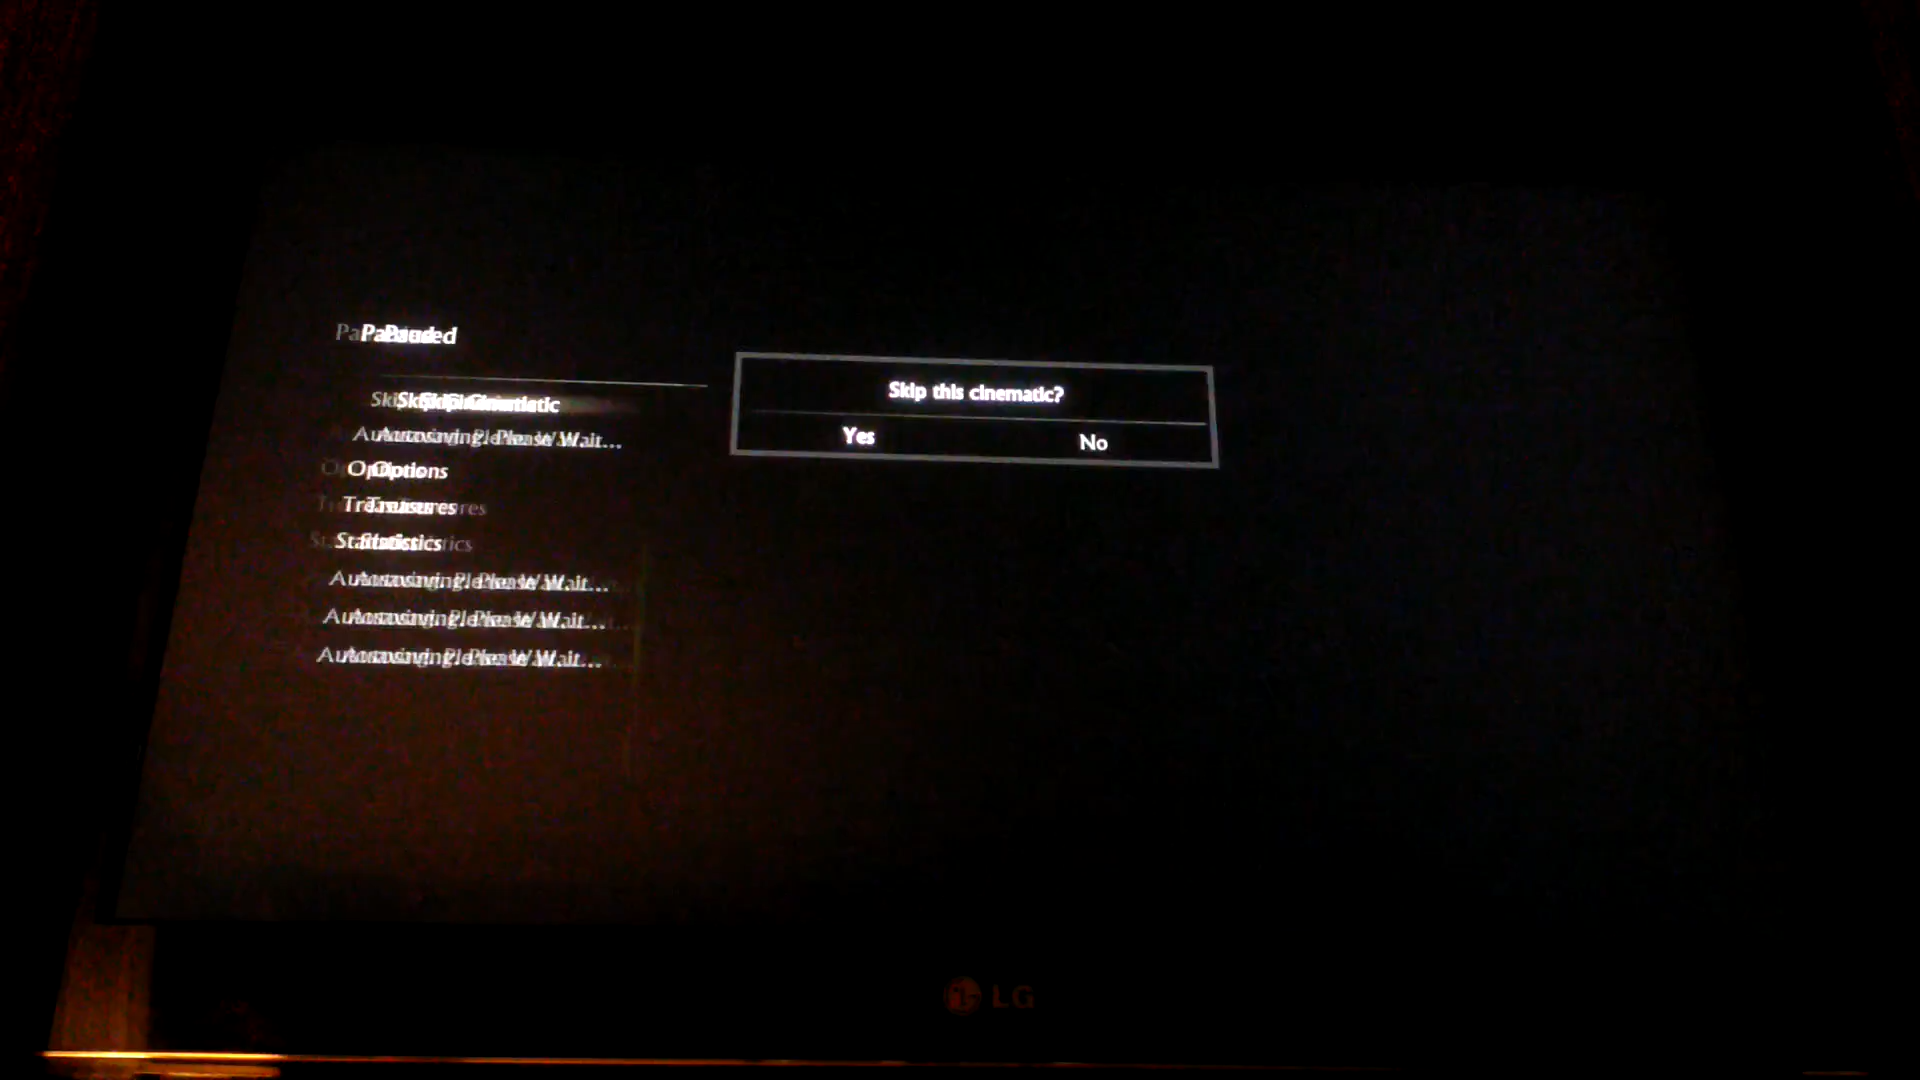 Paused
Skip Cinematic
Autosaving. Please Wait...
Options
Treasures
Statistics
Autosaving. Please Wait...
Autosaving. Please Wait...
Autosaving. Please Wait...
Skip this cinematic?
Yes No
LG